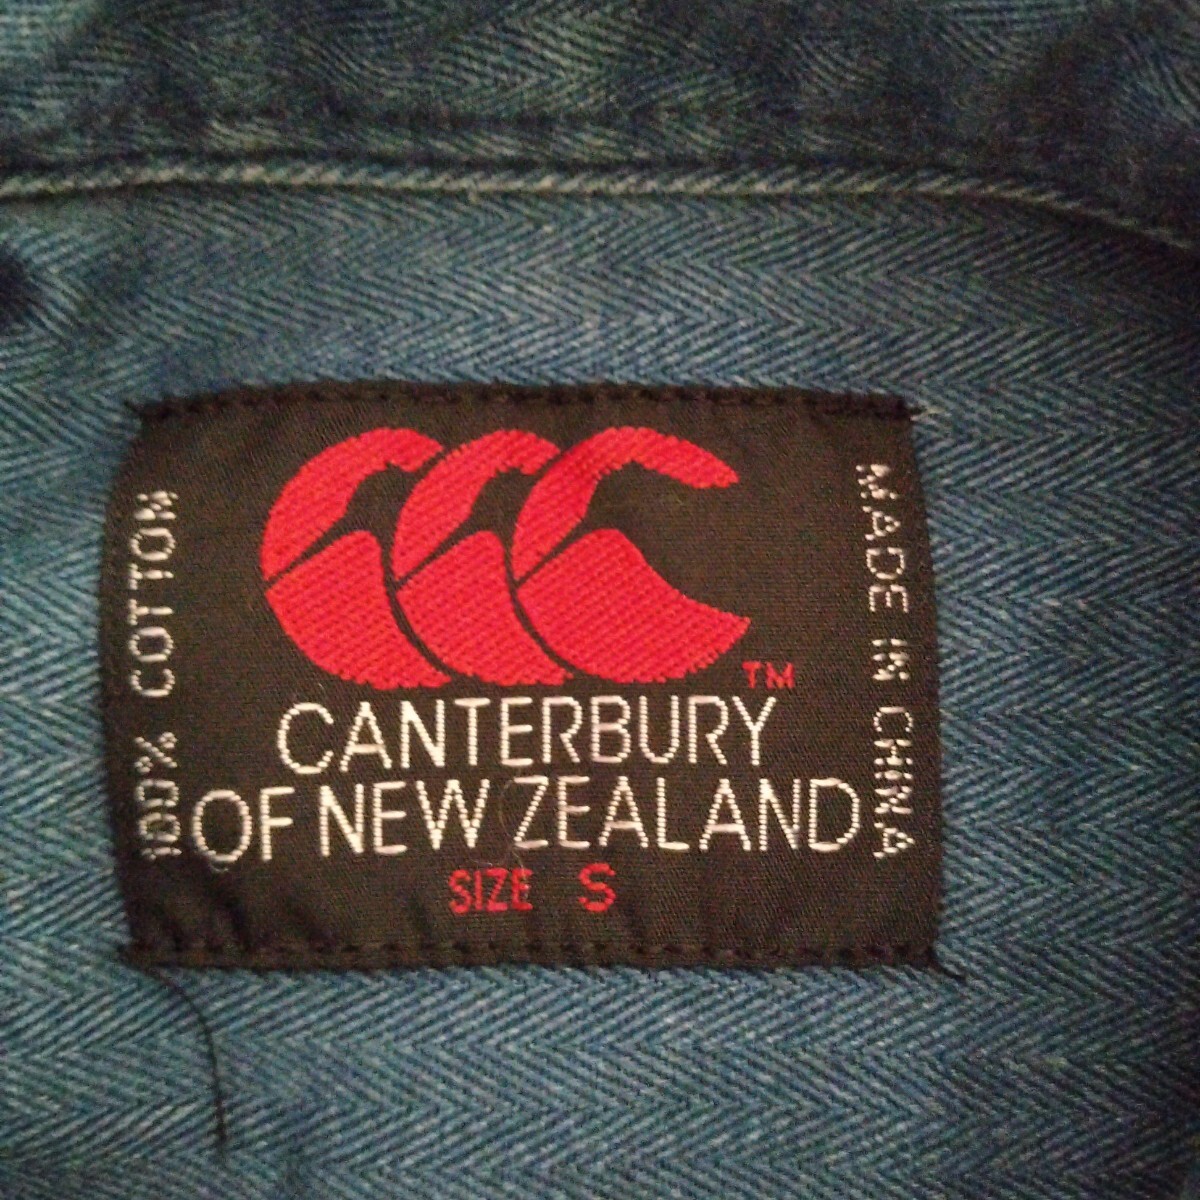 100% COTTON
TM
CANTERBURY
OF NEW ZEALAND
SIZE S
MADE IN CHINA